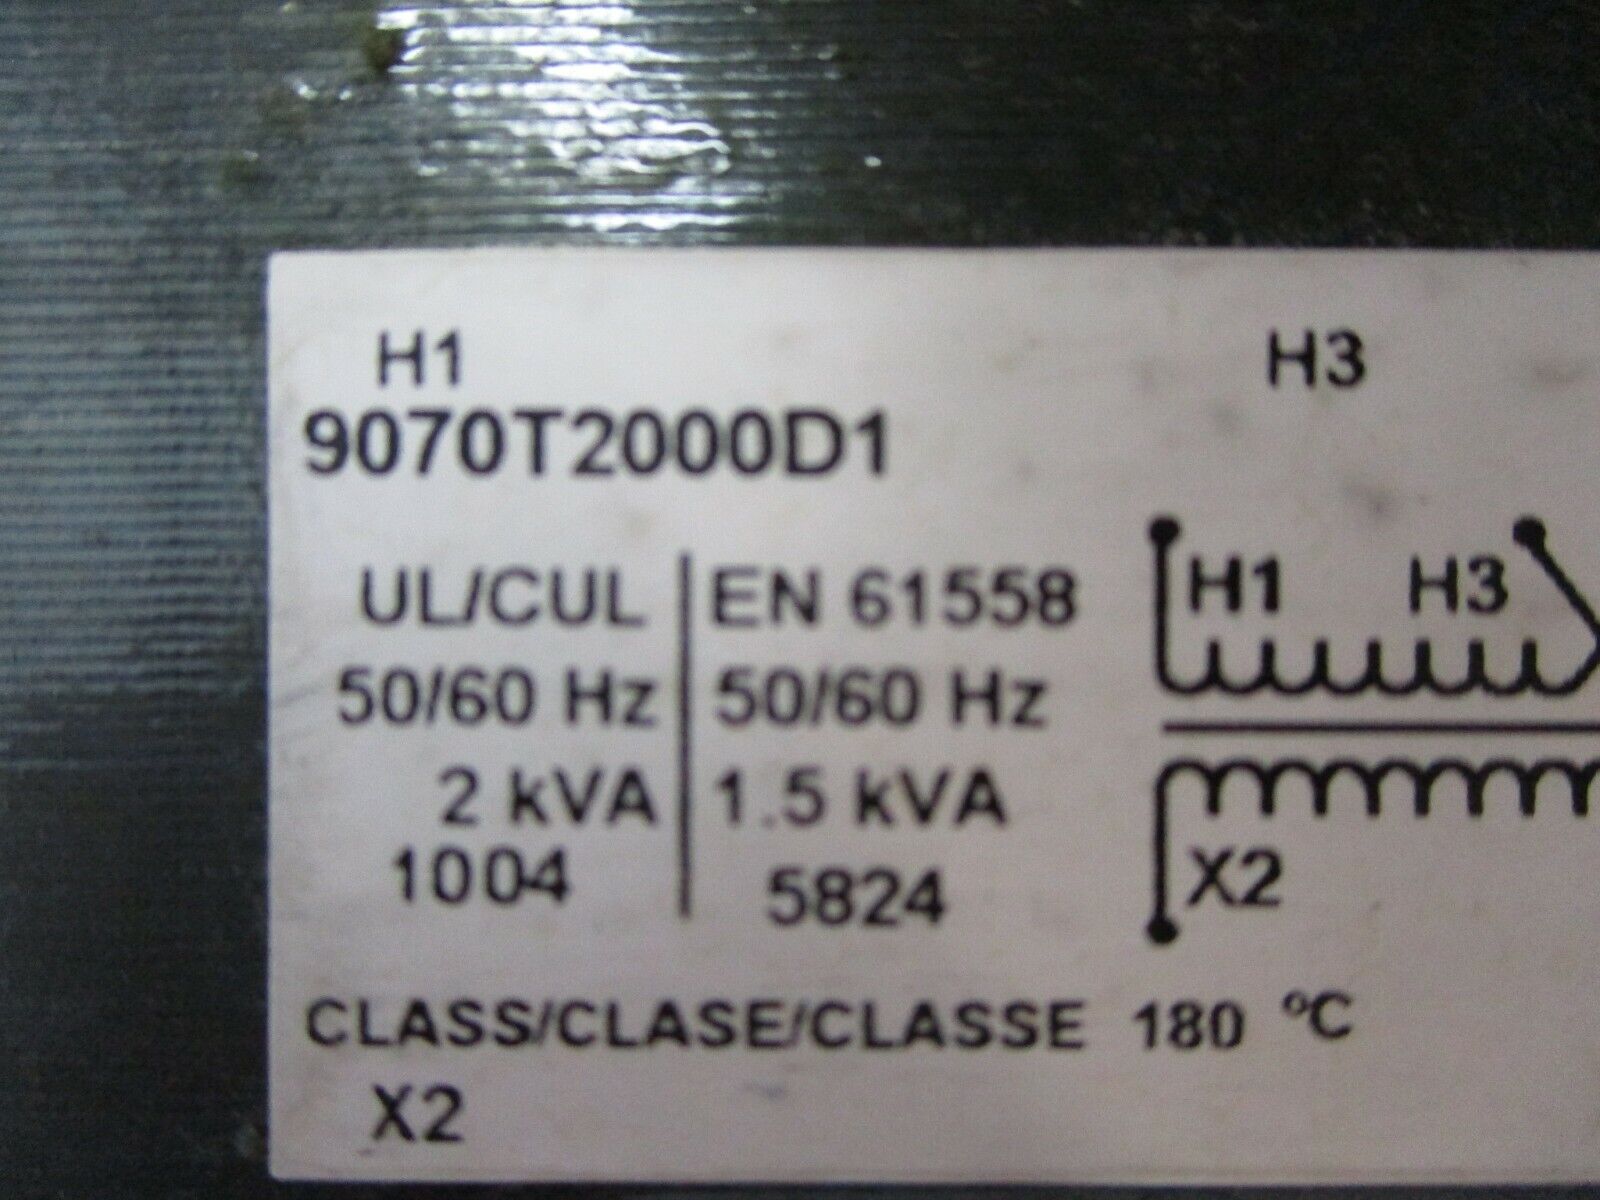 H1 H3
9070T2000D1
UL/CUL EN 61558
H1 H3
50/60 Hz 50/60 Hz
2 kVA 1.5 kVA
1004 5824
X2
CLASS/CLASE/CLASSE 180 °C
X2